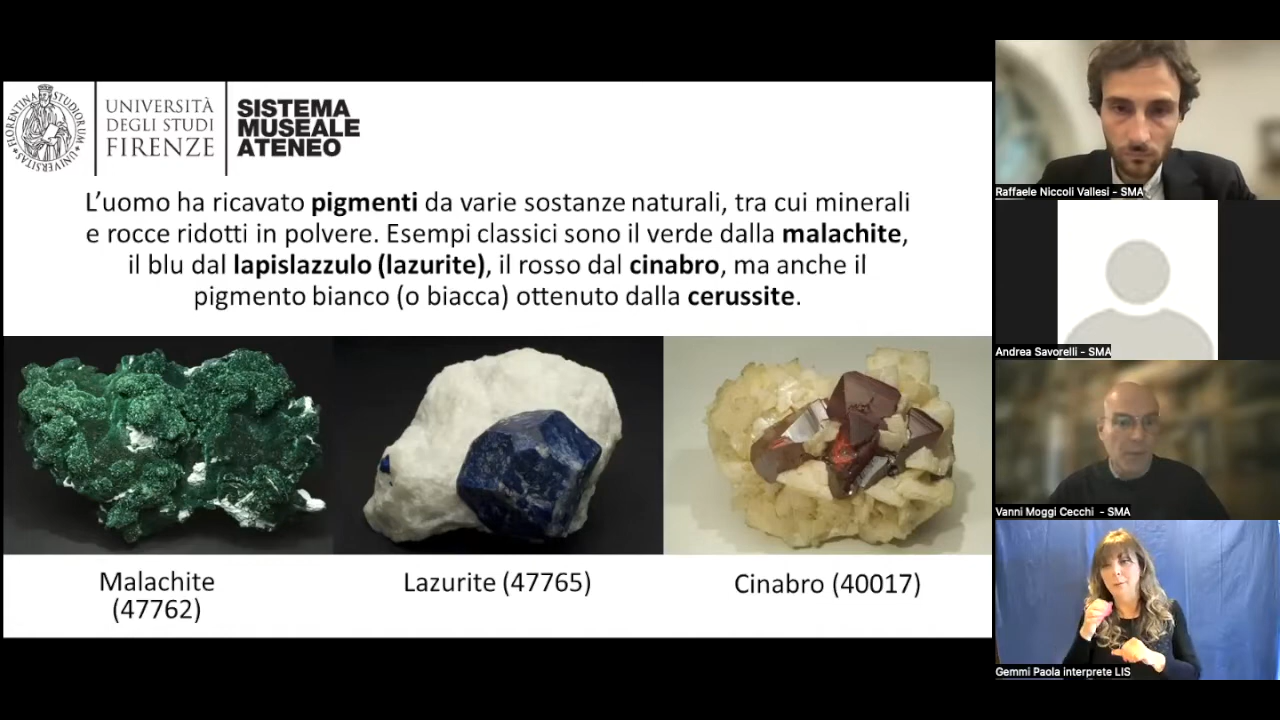 FLORENTINA STUDIORUM UNIVERSITAS
UNIVERSITÀ
DEGLI STUDI
FIRENZE
SISTEMA
MUSEALE
ATENEO
L'uomo ha ricavato pigmenti da varie sostanze naturali, tra cui minerali
e rocce ridotti in polvere. Esempi classici sono il verde dalla malachite,
il blu dal lapislazzulo (lazurite), il rosso dal cinabro, ma anche il
pigmento bianco (o biacca) ottenuto dalla cerussite.
Malachite
(47762)
Lazurite (47765)
Cinabro (40017)
Raffaele Niccoli Vallesi - SMA
Andrea Savorelli - SMA
Vanni Moggi Cecchi - SMA
Gemmi Paola interprete LIS